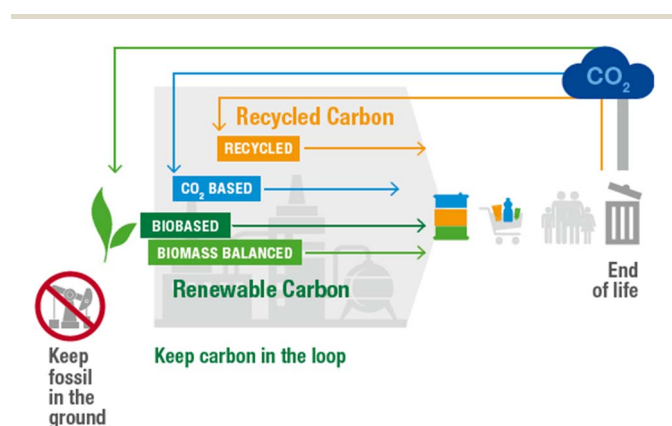 CO₂
Recycled Carbon
RECYCLED
CO₂ BASED
BIOBASED
BIOMASS BALANCED
Renewable Carbon
End
of life
Keep
fossil
in the
ground
Keep carbon in the loop